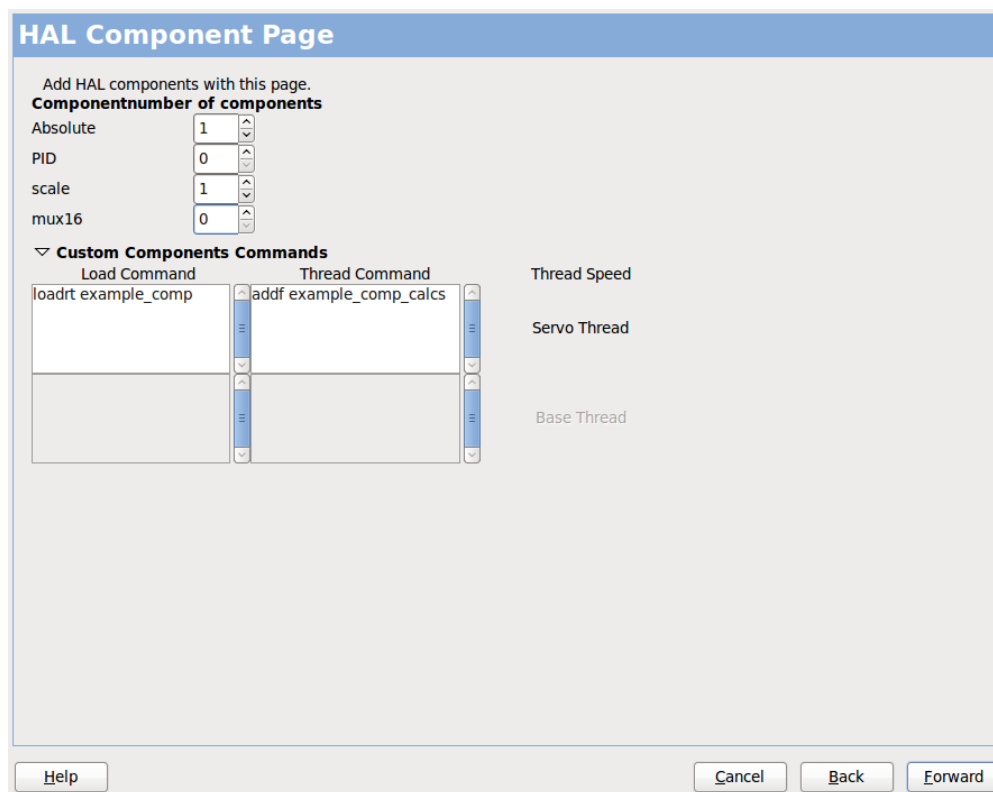 HAL Component Page
Add HAL components with this page.
Componentnumber of components
Absolute 1
PID 0
scale 1
mux16 0
Custom Components Commands
Load Command Thread Command Thread Speed
loadrt example_comp addf example_comp_calcs
Servo Thread
Base Thread
Help Cancel Back Forward